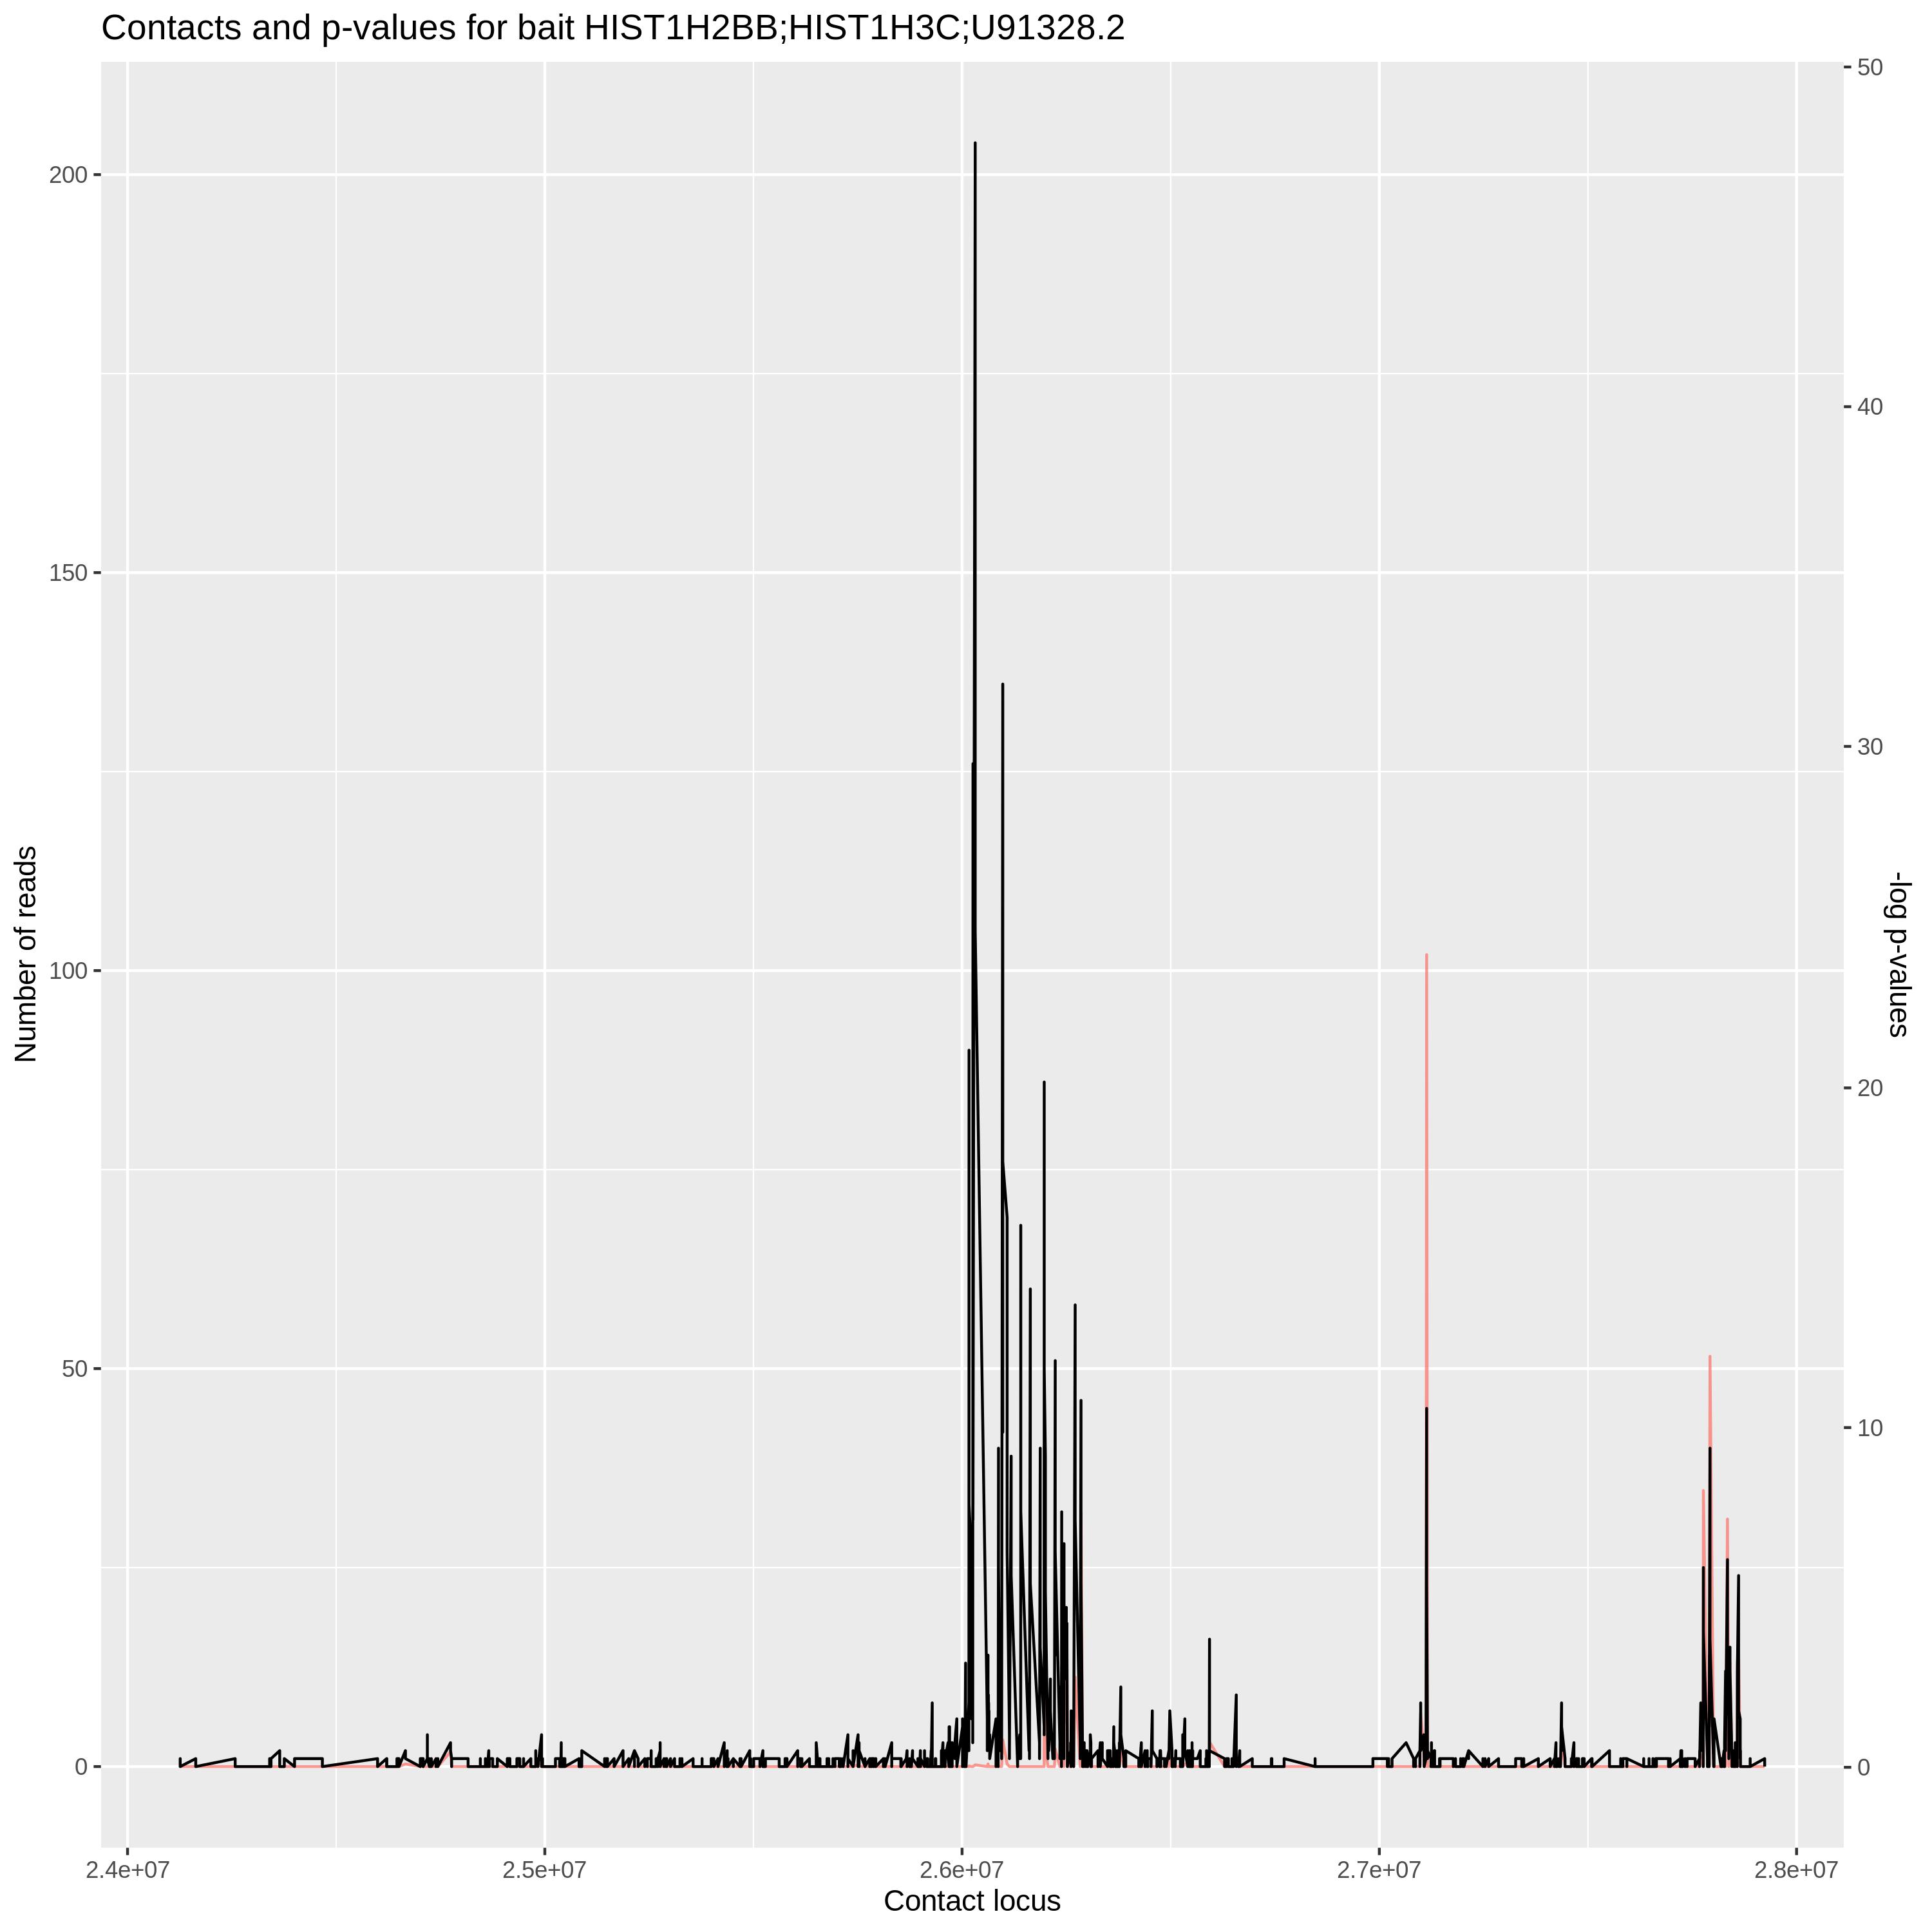 Contacts and p-values for bait HIST1H2BB;HIST1H3C;U91328.2
200
150
100
50
0
Number of reads
50
40
30
20
10
0
-log p-values
2.4e+07
2.5e+07
2.6e+07
2.7e+07
2.8e+07
Contact locus